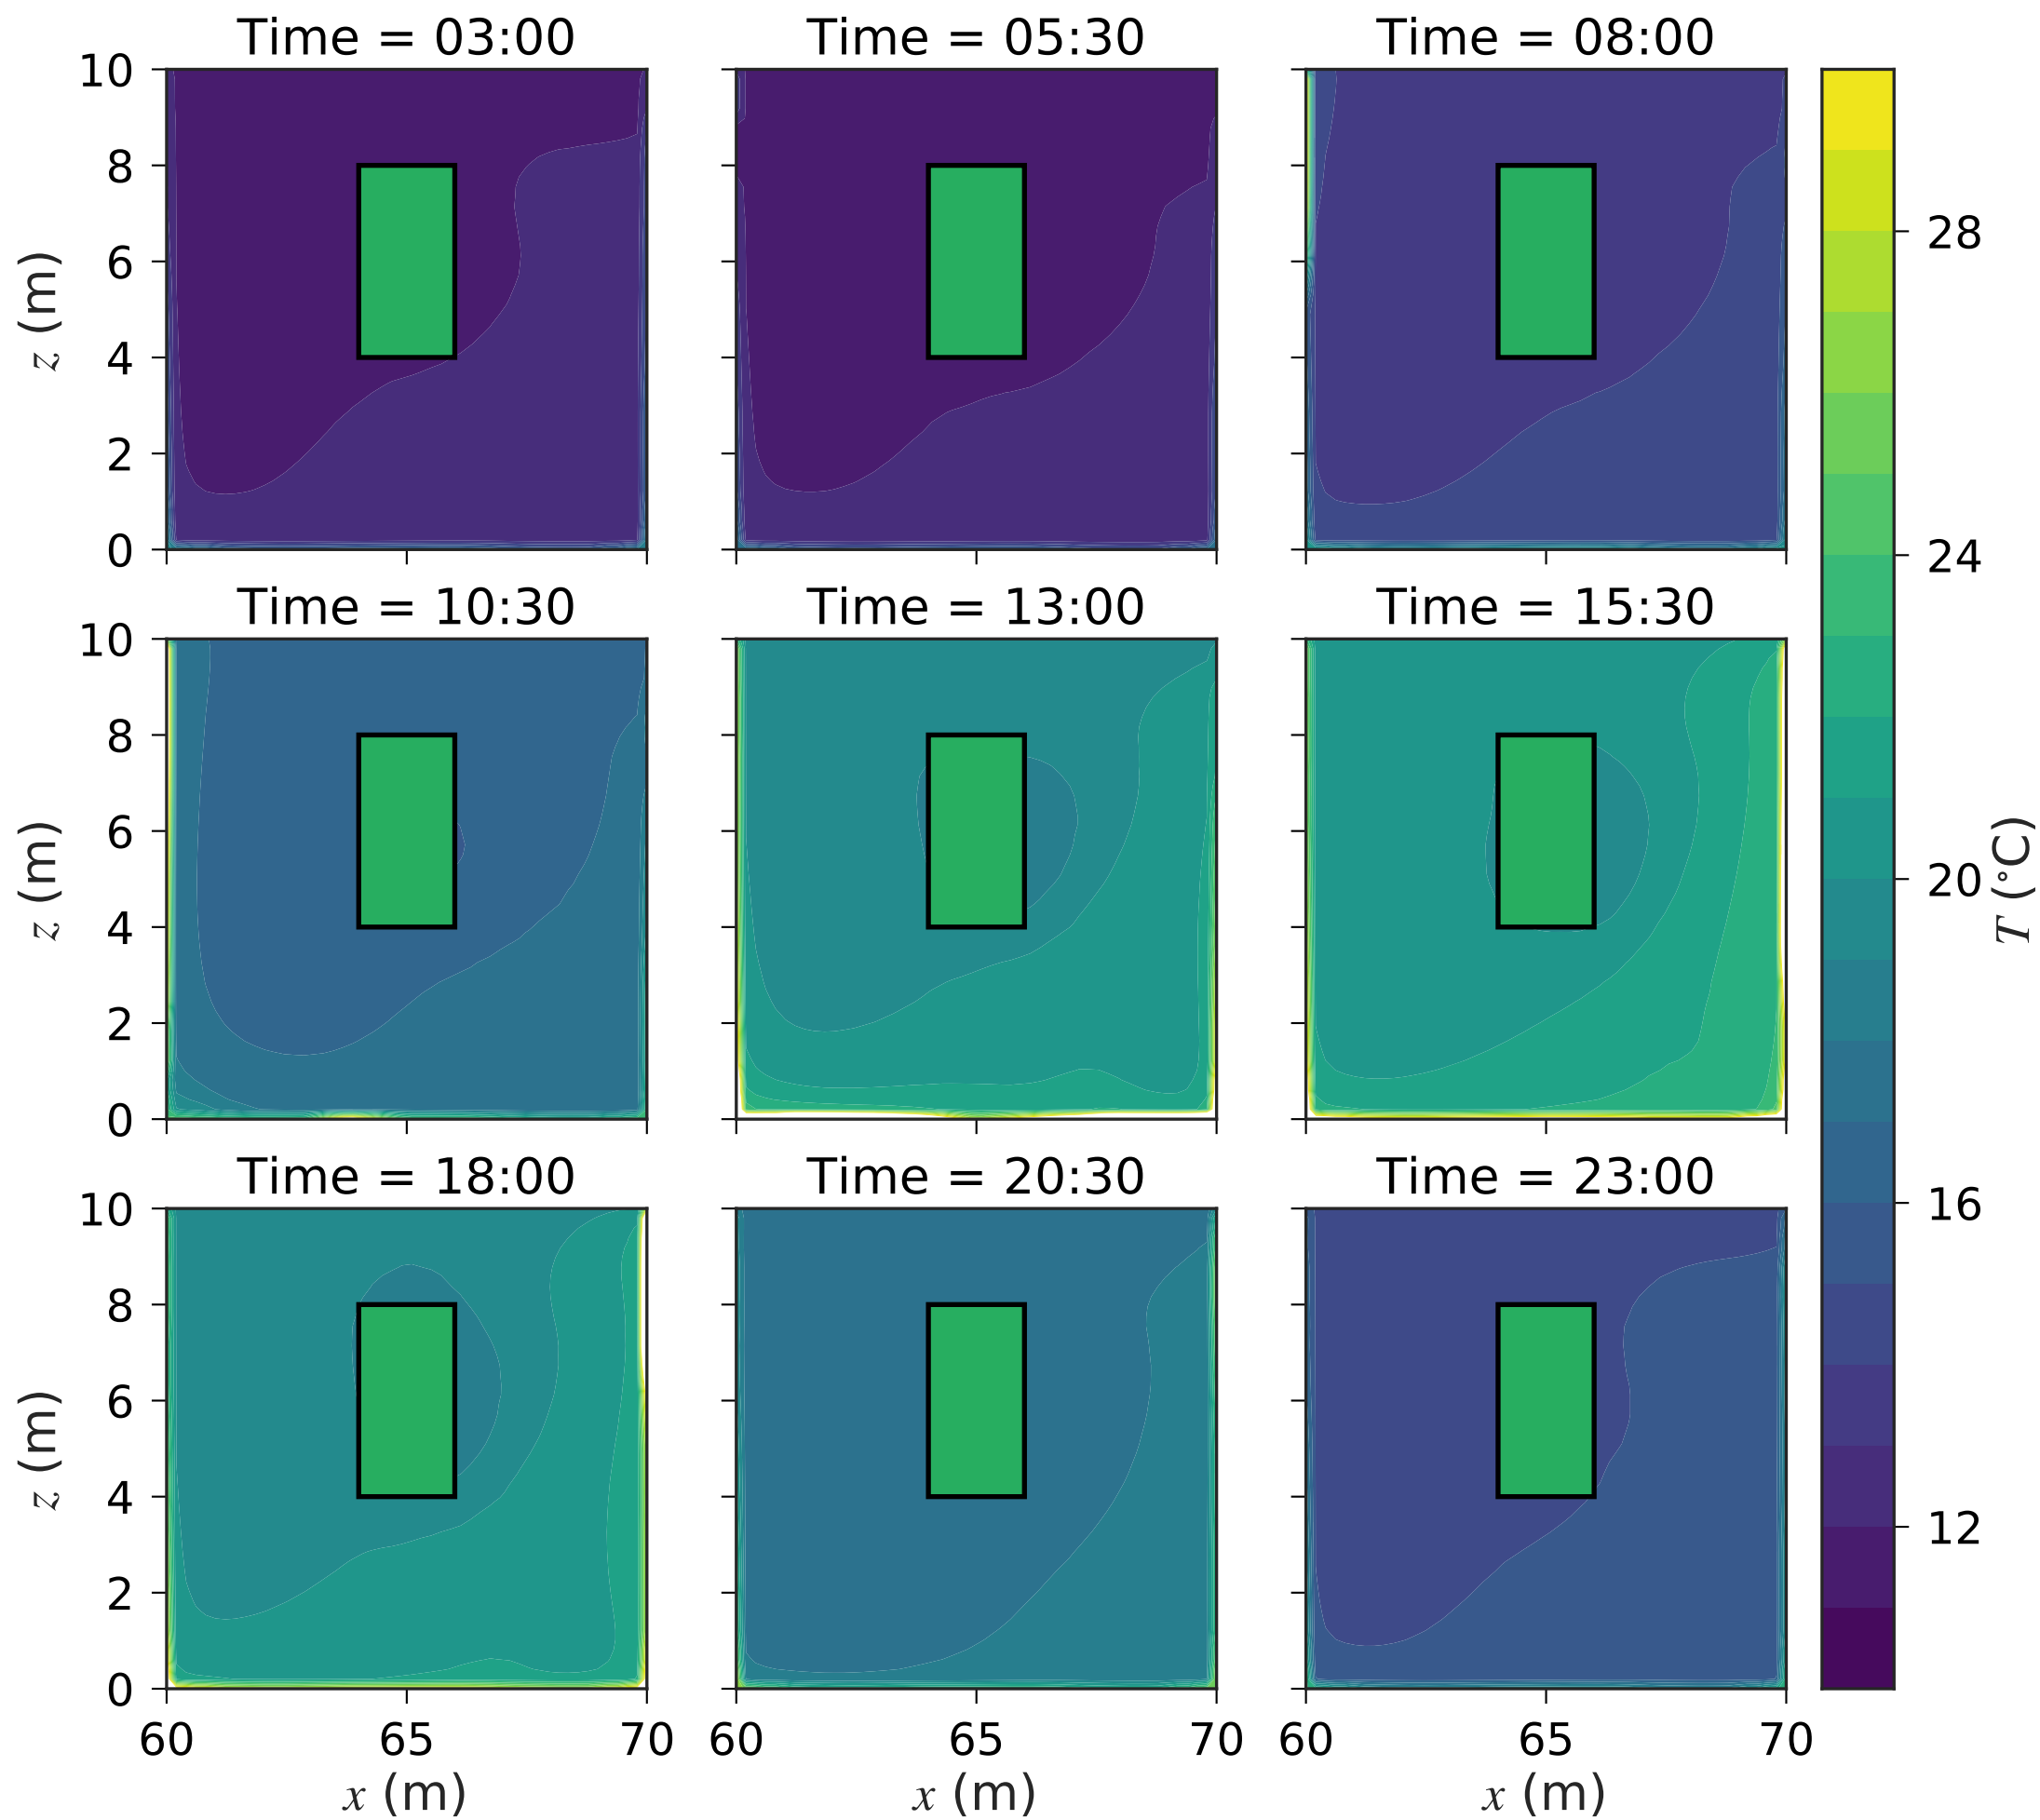 Time = 03:00 Time = 05:30 Time = 08:00
10
8
6
4
2
0
z (m)
28
24
20
16
12
T (°C)
Time = 10:30 Time = 13:00 Time = 15:30
10
8
6
4
2
0
z (m)
Time = 18:00 Time = 20:30 Time = 23:00
10
8
6
4
2
0
z (m)
60 65 70 60 65 70 60 65 70
x (m) x (m) x (m)